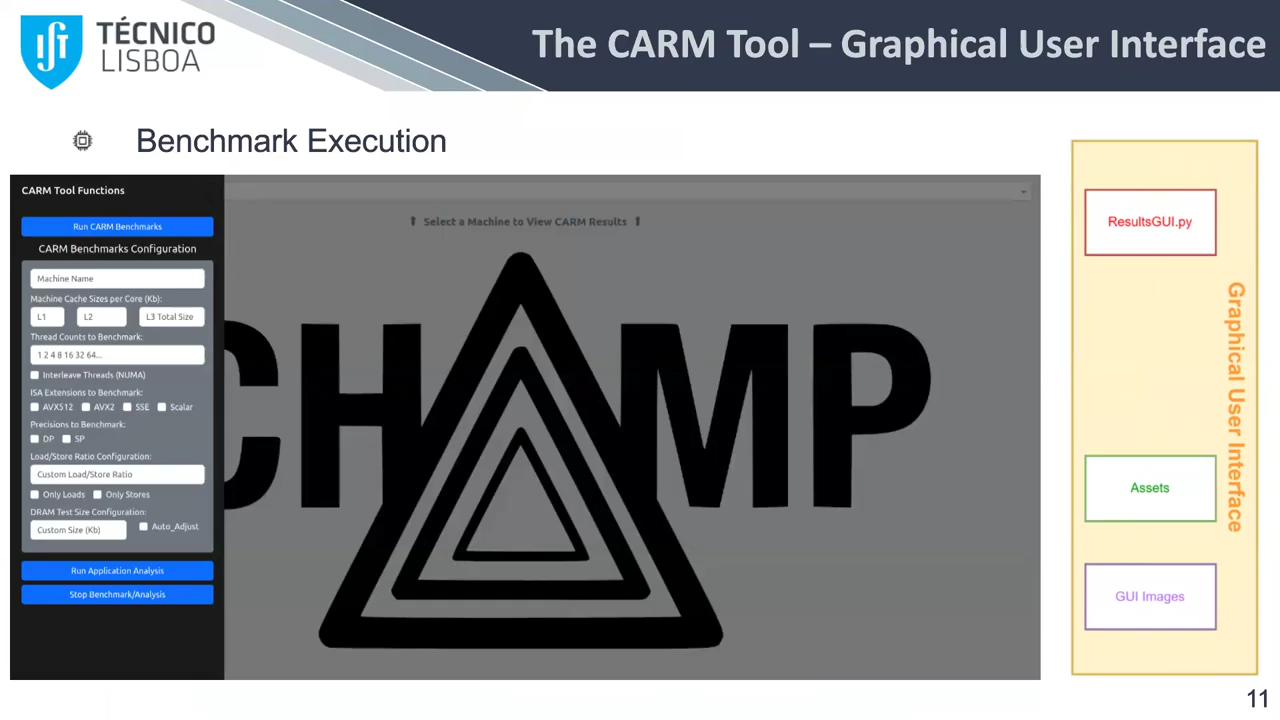 TÉCNICO
LISBOA
The CARM Tool – Graphical User Interface
Benchmark Execution
CARM Tool Functions
Run CARM Benchmarks
CARM Benchmarks Configuration
Machine Name
Machine Cache Sizes per Core (Kb):
L1 L2 L3 Total Size
Thread Counts to Benchmark:
1 2 4 8 16 32 64...
Interleave Threads (NUMA)
ISA Extensions to Benchmark:
AVX512 AVX2 SSE Scalar
Precisions to Benchmark:
DP SP
Load/Store Ratio Configuration:
Custom Load/Store Ratio
Only Loads Only Stores
DRAM Test Size Configuration:
Custom Size (Kb) Auto_Adjust
Run Application Analysis
Stop Benchmark/Analysis
⬆ Select a Machine to View CARM Results ⬆
CHAMP
ResultsGUI.py
Assets
GUI Images
Graphical User Interface
11